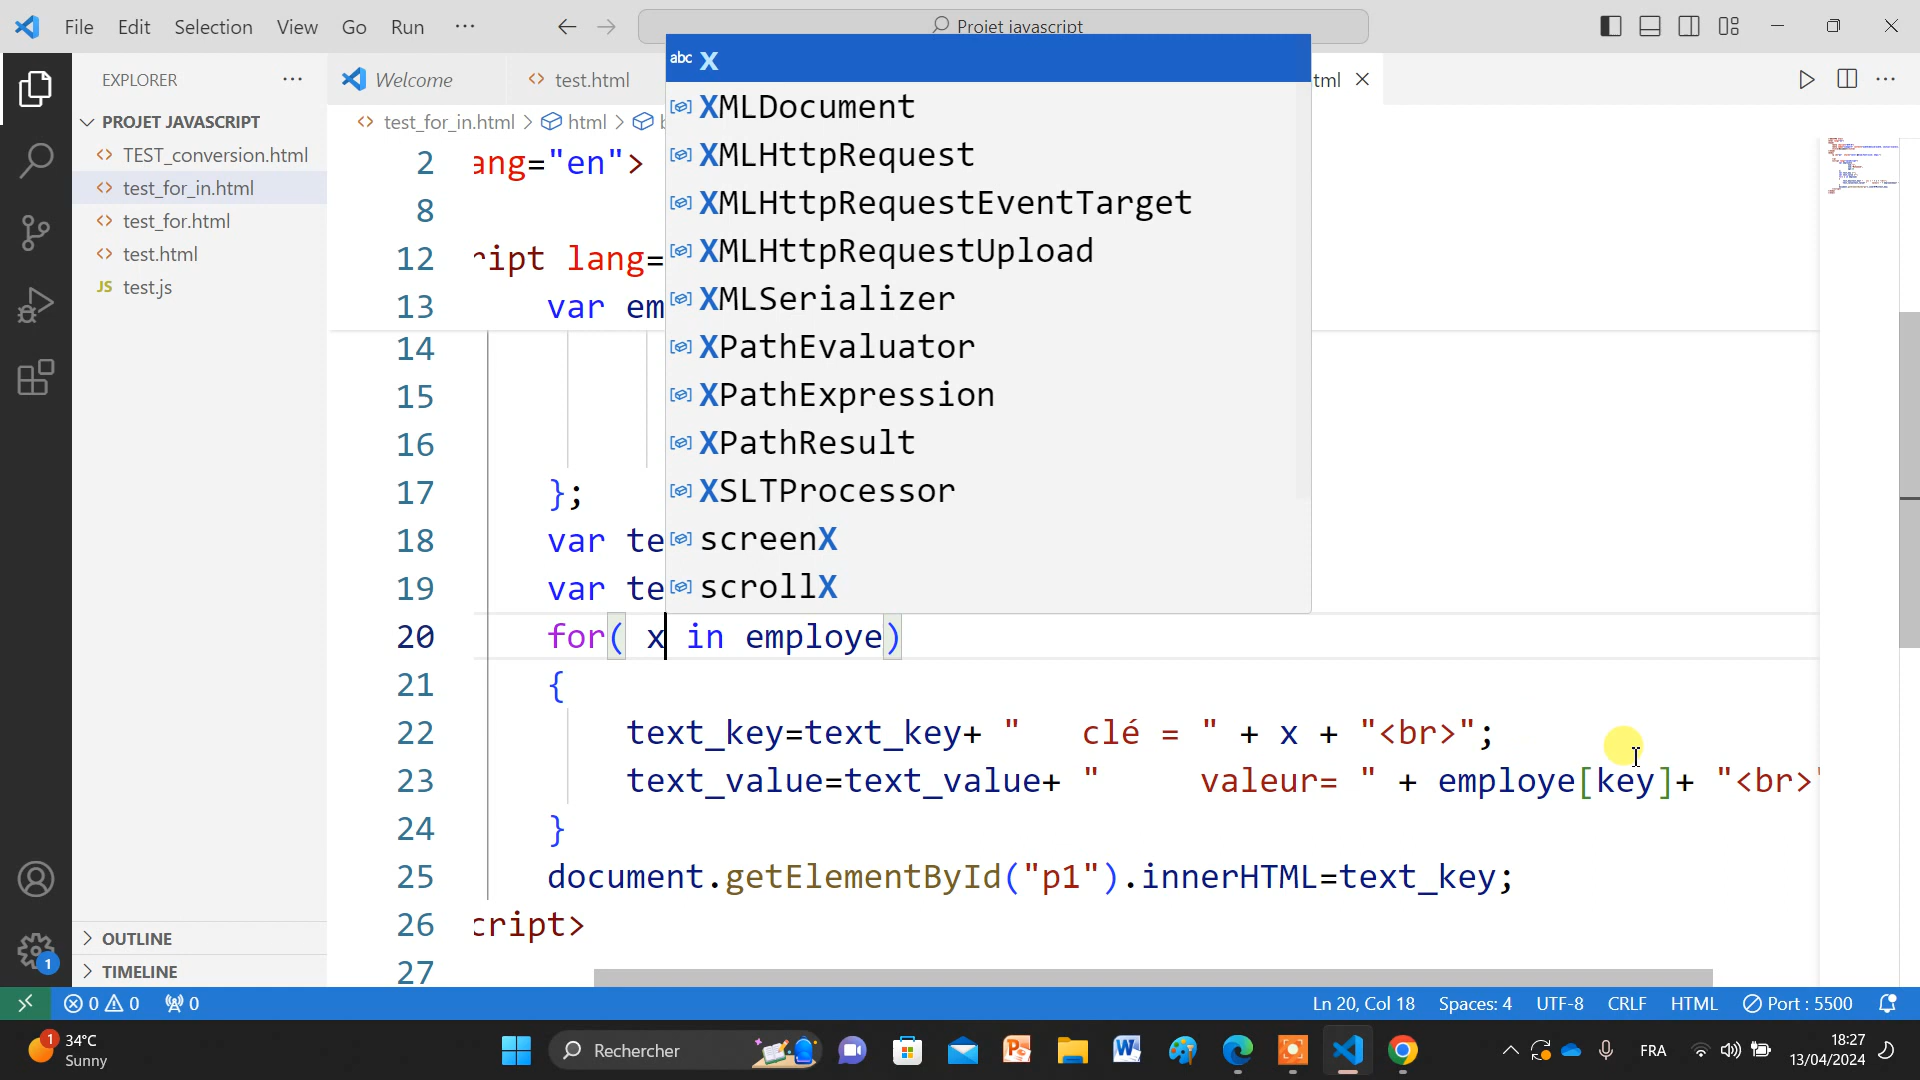 File Edit Selection View Go Run ···
Projet javascript
EXPLORER ···
Welcome
test.html
tml
PROJET JAVASCRIPT
TEST_conversion.html
test_for_in.html
test_for.html
test.html
JS test.js
OUTLINE
TIMELINE
test_for_in.html > html >
abc x
XMLDocument
XMLHttpRequest
XMLHttpRequestEventTarget
XMLHttpRequestUpload
XMLSerializer
XPathEvaluator
XPathExpression
XPathResult
XSLTProcessor
screenX
scrollX
2 ang="en">
8
12 ript lang=
13 var em
14
15
16
17 };
18 var te
19 var te
20 for( x in employe)
21 {
22 text_key=text_key+ "   clé = " + x + "<br>";
23 text_value=text_value+ "     valeur= " + employe[key]+ "<br>"
24 }
25 document.getElementById("p1").innerHTML=text_key;
26 cript>
27
1
0 0 0
Ln 20, Col 18 Spaces: 4 UTF-8 CRLF HTML Port : 5500
1 34°C
Sunny
Rechercher
FRA
18:27
13/04/2024